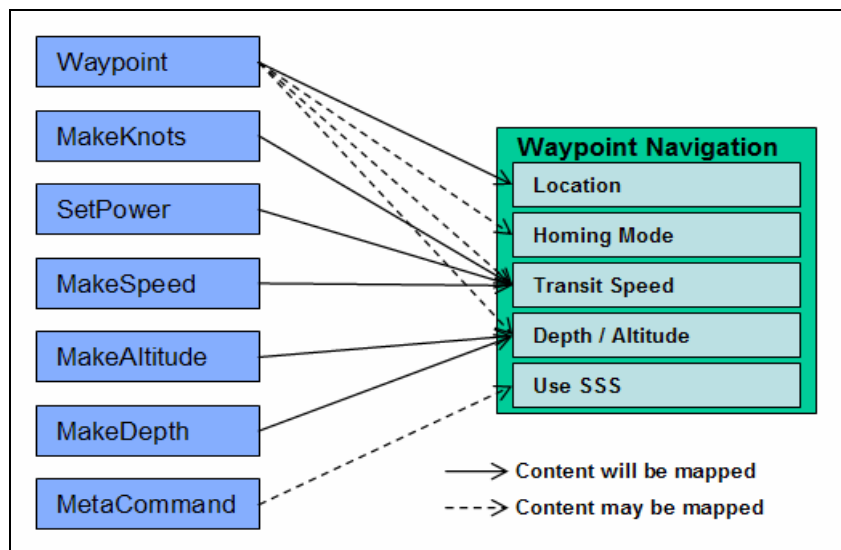 Waypoint
MakeKnots
SetPower
MakeSpeed
MakeAltitude
MakeDepth
MetaCommand
Waypoint Navigation
Location
Homing Mode
Transit Speed
Depth / Altitude
Use SSS
Content will be mapped
Content may be mapped